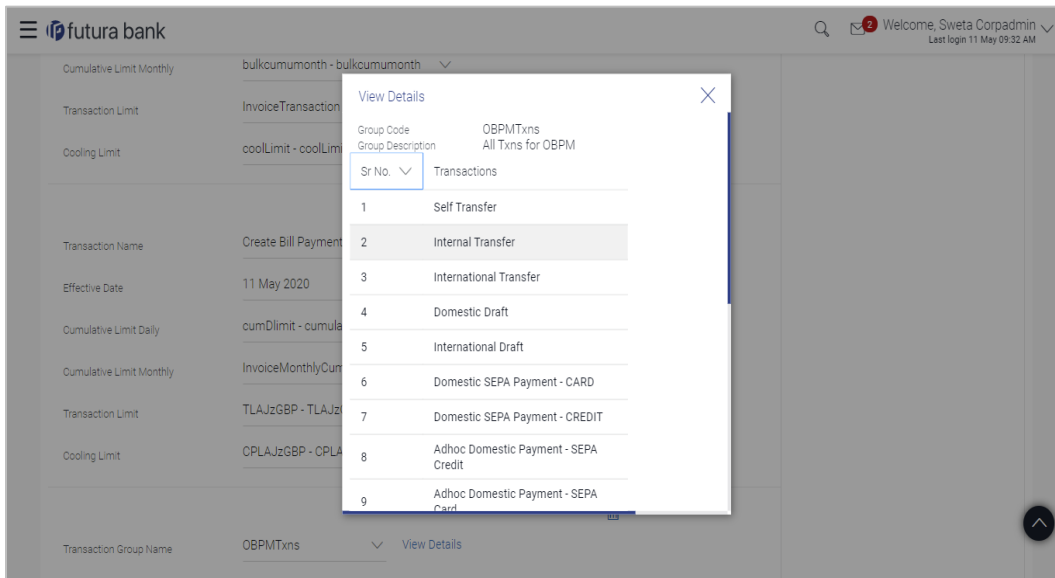 futura bank
2
Welcome, Sweta Corpadmin
Last login 11 May 09:32 AM
Cumulative Limit Monthly bulkcumumonth - bulkcumumonth
Transaction Limit InvoiceTransaction
Cooling Limit coolLimit - coolLimi
Transaction Name Create Bill Payment
Effective Date 11 May 2020
Cumulative Limit Daily cumDlimit - cumula
Cumulative Limit Monthly InvoiceMonthlyCum
Transaction Limit TLAJzGBP - TLAJz
Cooling Limit CPLAJzGBP - CPLA
Transaction Group Name OBPMTxns View Details
View Details
Group Code OBPMTxns
Group Description All Txns for OBPM
Sr No. Transactions
1 Self Transfer
2 Internal Transfer
3 International Transfer
4 Domestic Draft
5 International Draft
6 Domestic SEPA Payment - CARD
7 Domestic SEPA Payment - CREDIT
8 Adhoc Domestic Payment - SEPA
Credit
9 Adhoc Domestic Payment - SEPA
Card